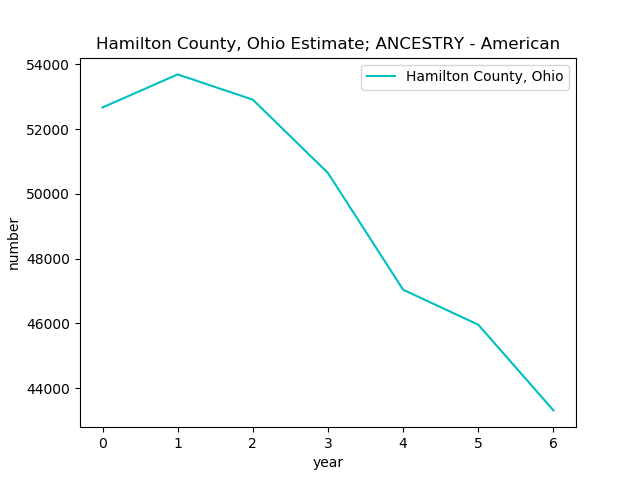 Hamilton County, Ohio Estimate; ANCESTRY - American
Hamilton County, Ohio
54000
52000
50000
48000
46000
44000
number
0 1 2 3 4 5 6
year